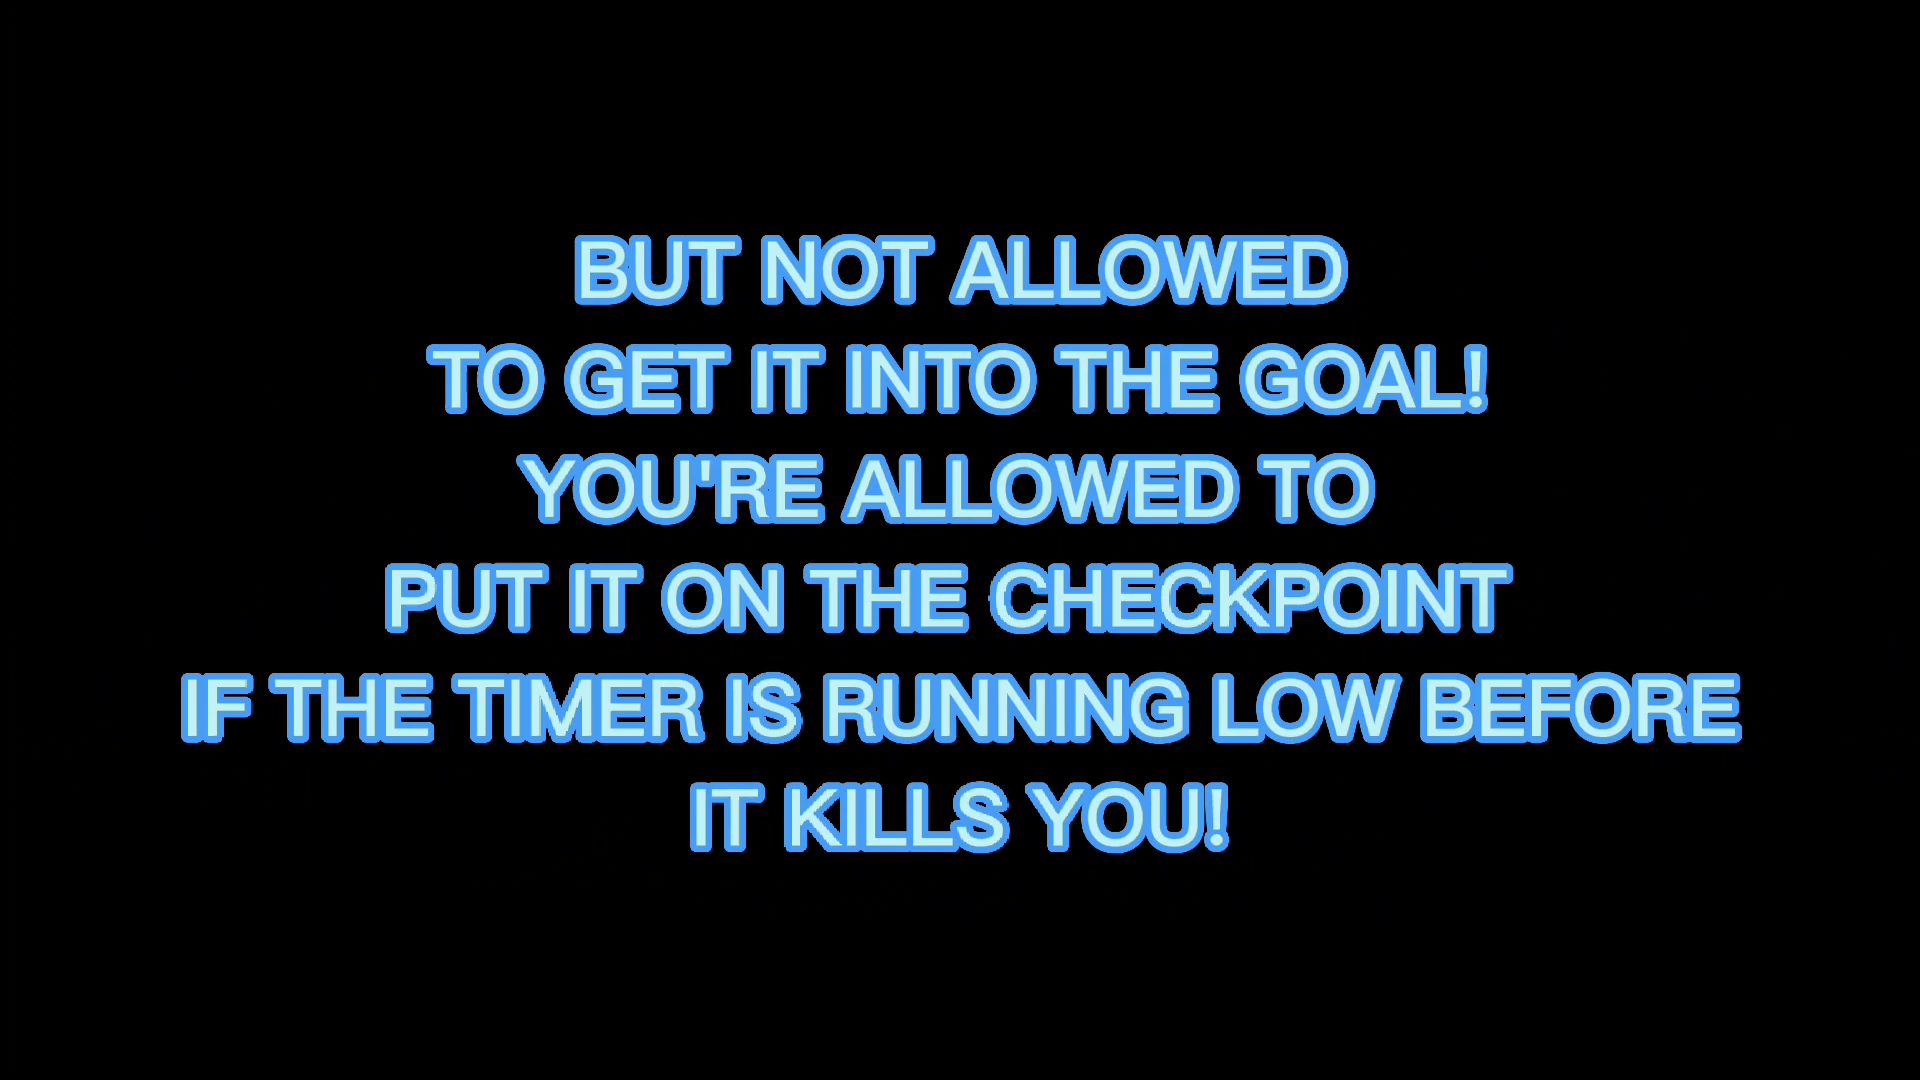 BUT NOT ALLOWED
TO GET IT INTO THE GOAL!
YOU'RE ALLOWED TO
PUT IT ON THE CHECKPOINT
IF THE TIMER IS RUNNING LOW BEFORE
IT KILLS YOU!